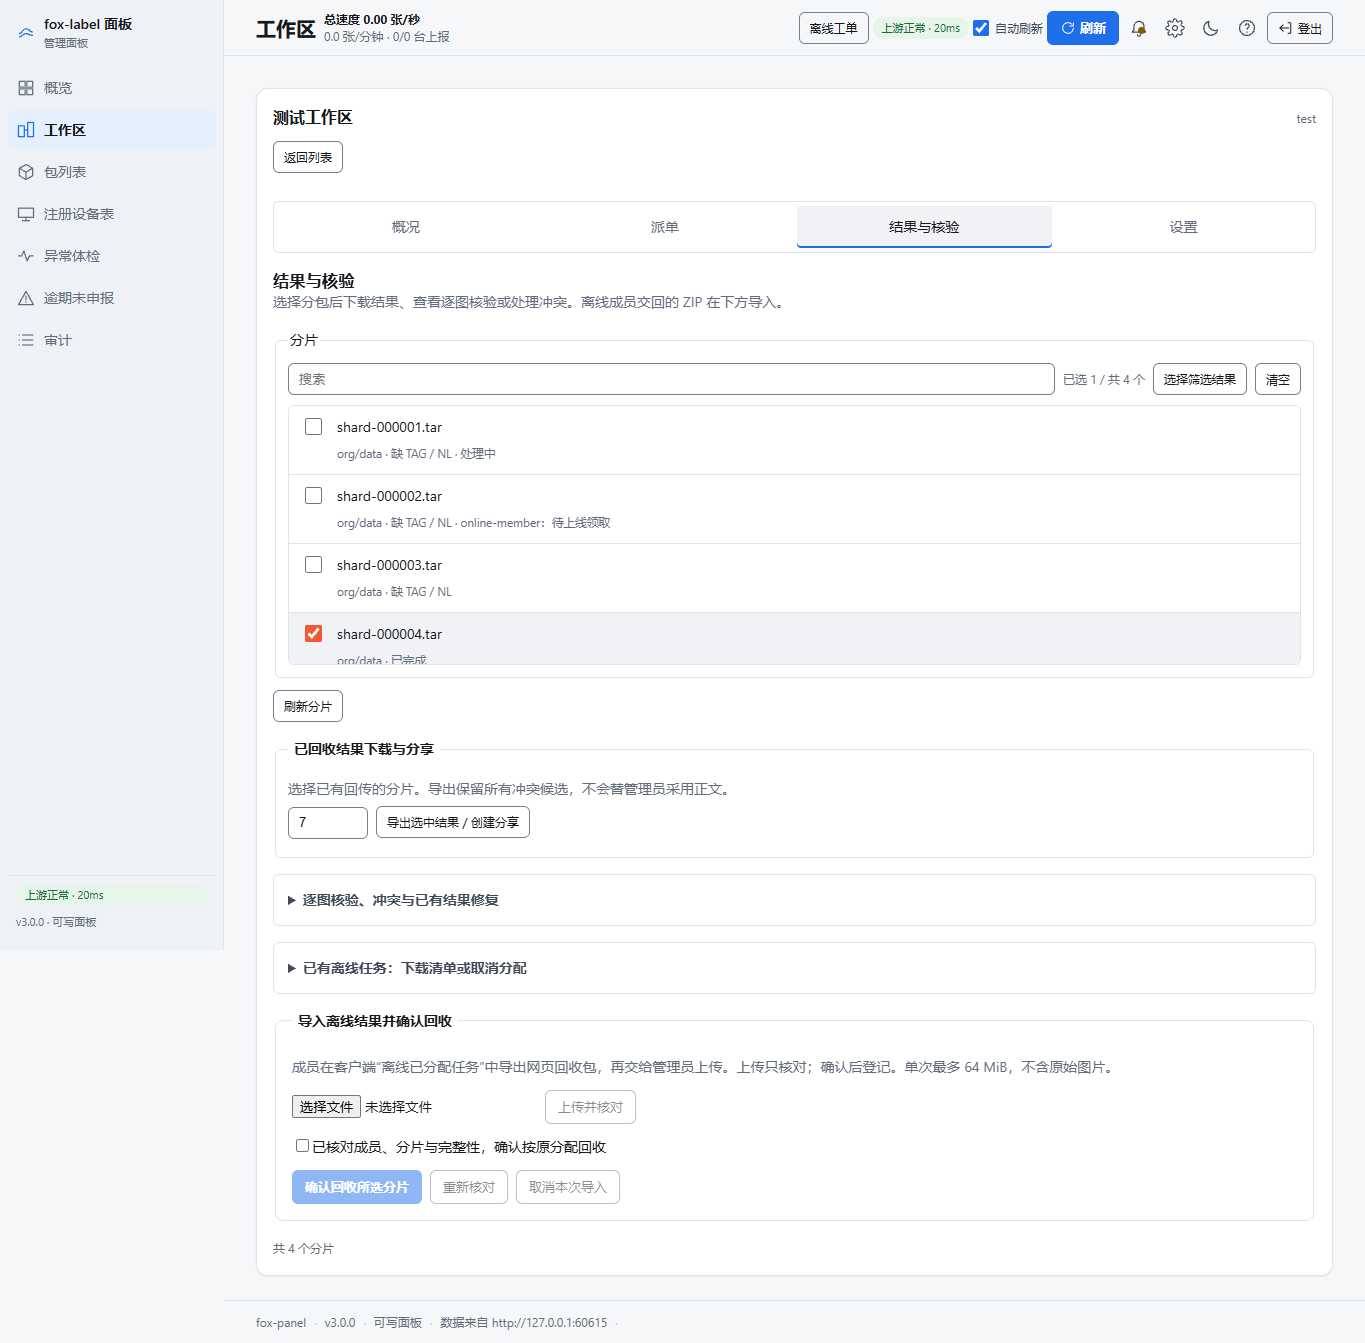 fox-label 面板
管理面板
概览
工作区
包列表
注册设备表
异常体检
逾期未申报
审计
上游正常 · 20ms
v3.0.0 · 可写面板
工作区
总速度 0.00 张/秒
0.0 张/分钟 · 0/0 台上报
离线工单
上游正常 · 20ms
自动刷新
刷新
登出
测试工作区
test
返回列表
概况
派单
结果与核验
设置
结果与核验
选择分包后下载结果、查看逐图核验或处理冲突。离线成员交回的 ZIP 在下方导入。
分片
搜索
已选 1 / 共 4 个
选择筛选结果
清空
shard-000001.tar
org/data · 缺 TAG / NL · 处理中
shard-000002.tar
org/data · 缺 TAG / NL · online-member：待上线领取
shard-000003.tar
org/data · 缺 TAG / NL
shard-000004.tar
org/data · 已完成
刷新分片
已回收结果下载与分享
选择已有回传的分片。导出保留所有冲突候选，不会替管理员采用正文。
7
导出选中结果 / 创建分享
逐图核验、冲突与已有结果修复
已有离线任务：下载清单或取消分配
导入离线结果并确认回收
成员在客户端“离线已分配任务”中导出网页回收包，再交给管理员上传。上传只核对；确认后登记。单次最多 64 MiB，不含原始图片。
选择文件 未选择文件
上传并核对
已核对成员、分片与完整性，确认按原分配回收
确认回收所选分片
重新核对
取消本次导入
共 4 个分片
fox-panel · v3.0.0 · 可写面板 · 数据来自 http://127.0.0.1:60615 ·